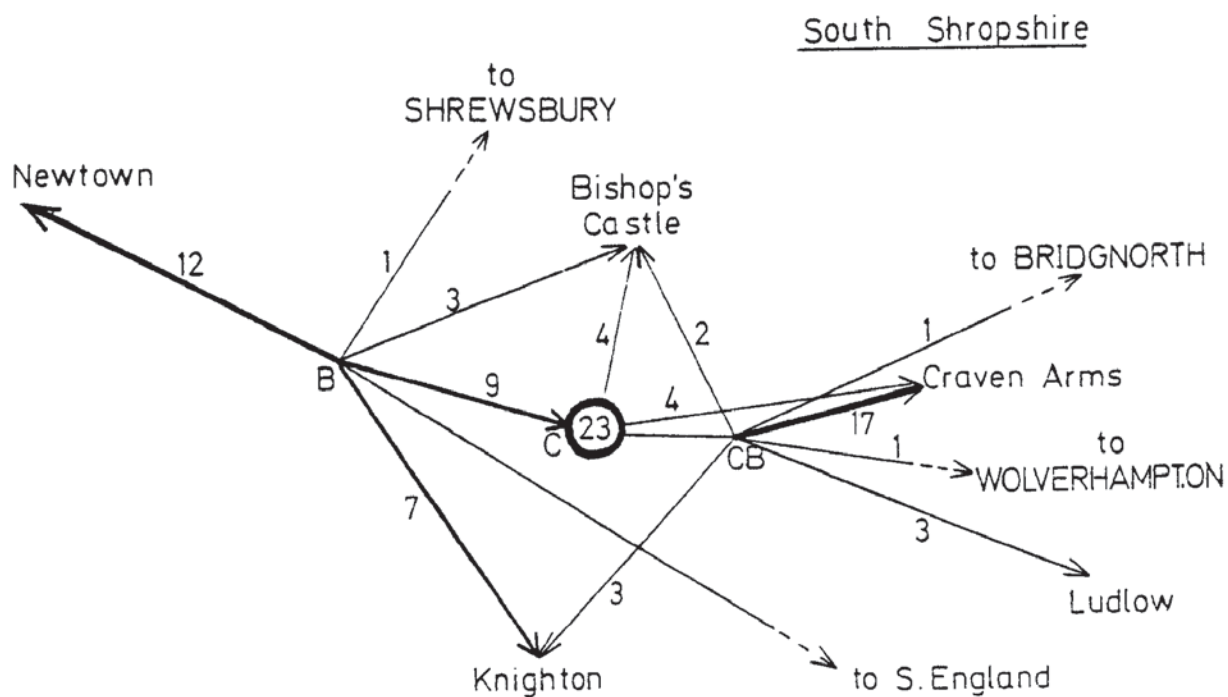 South Shropshire
to
SHREWSBURY
Newtown
Bishop's
Castle
12
1
to BRIDGNORTH
3
4
2
1
B
9
4
Craven Arms
C
23
17
CB
1
to
WOLVERHAMPTON
7
3
3
Ludlow
Knighton
to S.England